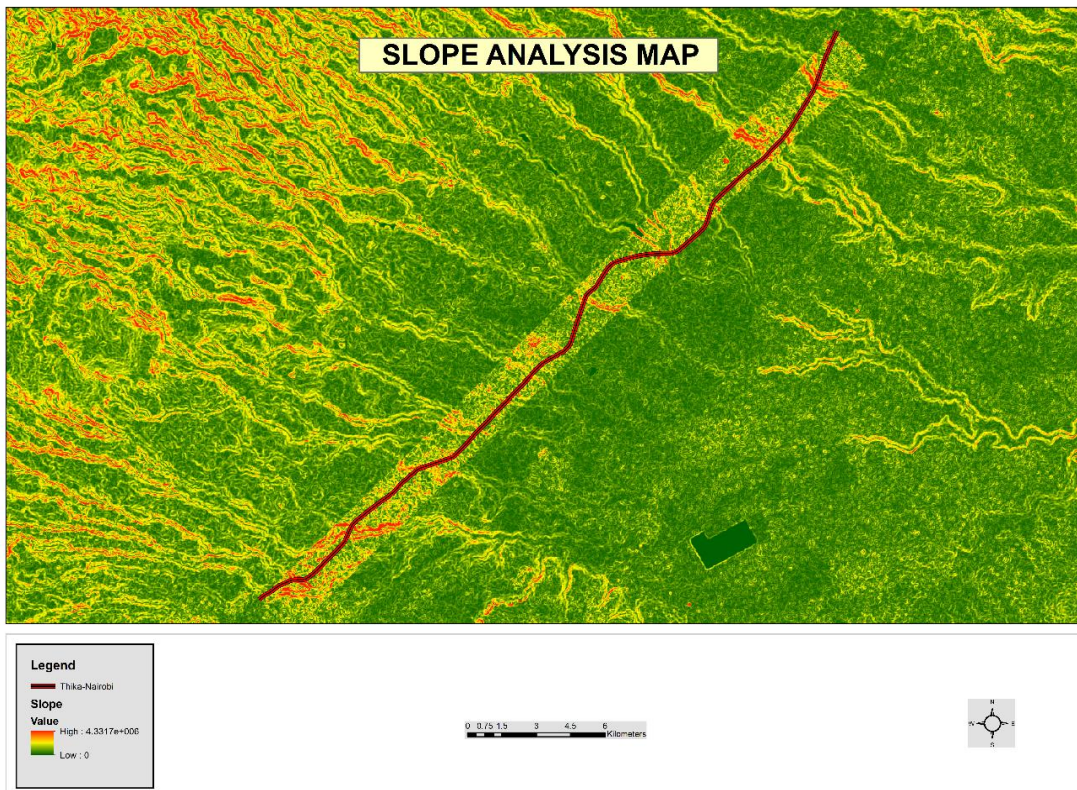 SLOPE ANALYSIS MAP
Legend
Thika-Nairobi
Slope
Value
High : 4.3317e+006
Low : 0
0 0.75 1.5 3 4.5 6
Kilometers
N
W E
S